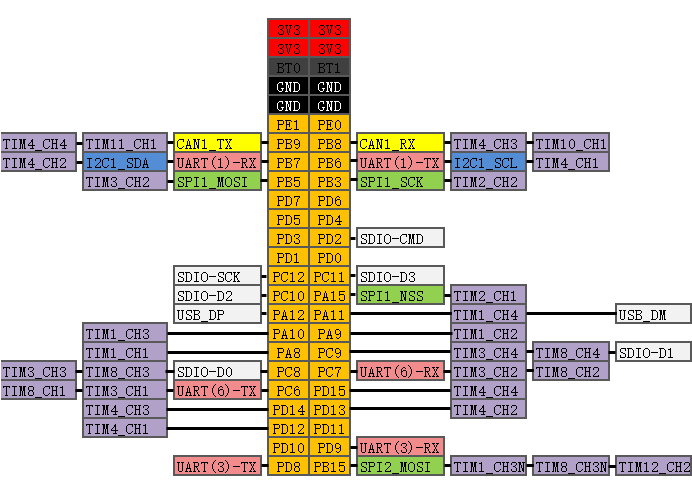 3V3 3V3
3V3 3V3
BT0 BT1
GND GND
GND GND
PE1 PE0
TIM4_CH4 TIM11_CH1 CAN1_TX PB9 PB8 CAN1_RX TIM4_CH3 TIM10_CH1
TIM4_CH2 I2C1_SDA UART(1)-RX PB7 PB6 UART(1)-TX I2C1_SCL TIM4_CH1
TIM3_CH2 SPI1_MOSI PB5 PB3 SPI1_SCK TIM2_CH2
PD7 PD6
PD5 PD4
PD3 PD2 SDIO-CMD
PD1 PD0
SDIO-SCK PC12 PC11 SDIO-D3
SDIO-D2 PC10 PA15 SPI1_NSS TIM2_CH1
USB_DP PA12 PA11 TIM1_CH4 USB_DM
TIM1_CH3 PA10 PA9 TIM1_CH2
TIM1_CH1 PA8 PC9 TIM3_CH4 TIM8_CH4 SDIO-D1
TIM3_CH3 TIM8_CH3 SDIO-D0 PC8 PC7 UART(6)-RX TIM3_CH2 TIM8_CH2
TIM8_CH1 TIM3_CH1 UART(6)-TX PC6 PD15 TIM4_CH4
TIM4_CH3 PD14 PD13 TIM4_CH2
TIM4_CH1 PD12 PD11
PD10 PD9 UART(3)-RX
UART(3)-TX PD8 PB15 SPI2_MOSI TIM1_CH3N TIM8_CH3N TIM12_CH2